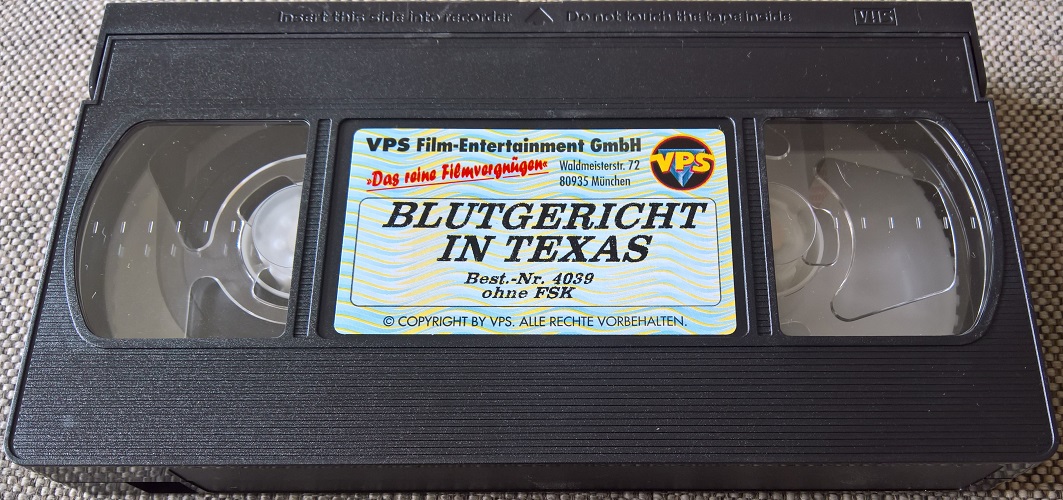 Insert this side into recorder △ Do not touch the tape inside VHS
VPS Film-Entertainment GmbH
»Das reine Filmvergnügen«
Waldmeisterstr. 72
80935 München
VPS
BLUTGERICHT
IN TEXAS
Best.-Nr. 4039
ohne FSK
© COPYRIGHT BY VPS. ALLE RECHTE VORBEHALTEN.